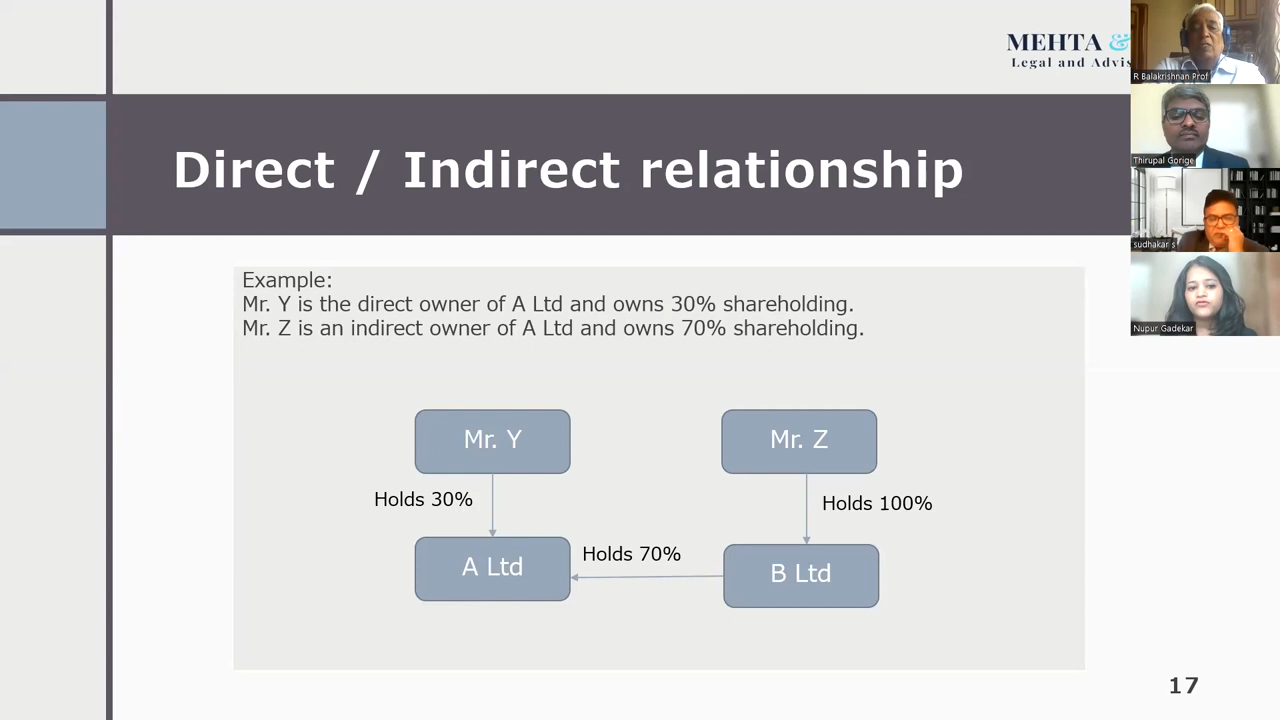 MEHTA &
Legal and Advis
R Balakrishnan Prof
Thirupal Gorige
sudhakar s
Nupur Gadekar
Direct / Indirect relationship
Example:
Mr. Y is the direct owner of A Ltd and owns 30% shareholding.
Mr. Z is an indirect owner of A Ltd and owns 70% shareholding.
Mr. Y
Mr. Z
Holds 30%
Holds 100%
Holds 70%
A Ltd
B Ltd
17